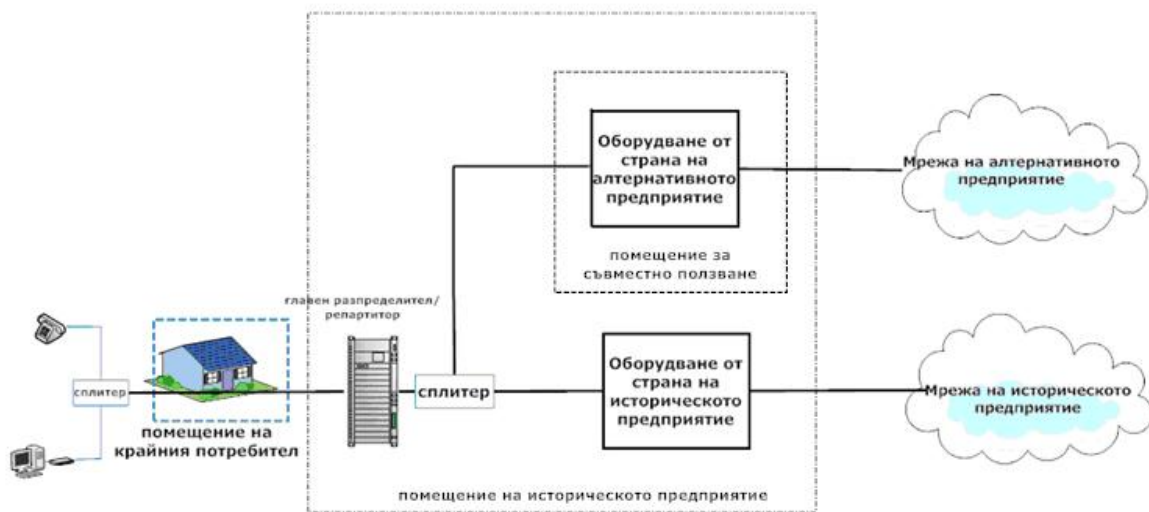 Оборудване от
страна на
алтернативното
предприятие
Мрежа на алтернативното
предприятие
помещение за
съвместно ползване
главен разпределител/
репартитор
Оборудване от
страна на
историческото
предприятие
Мрежа на историческото
предприятие
сплитер
сплитер
помещение на
крайния потребител
помещение на историческото предприятие